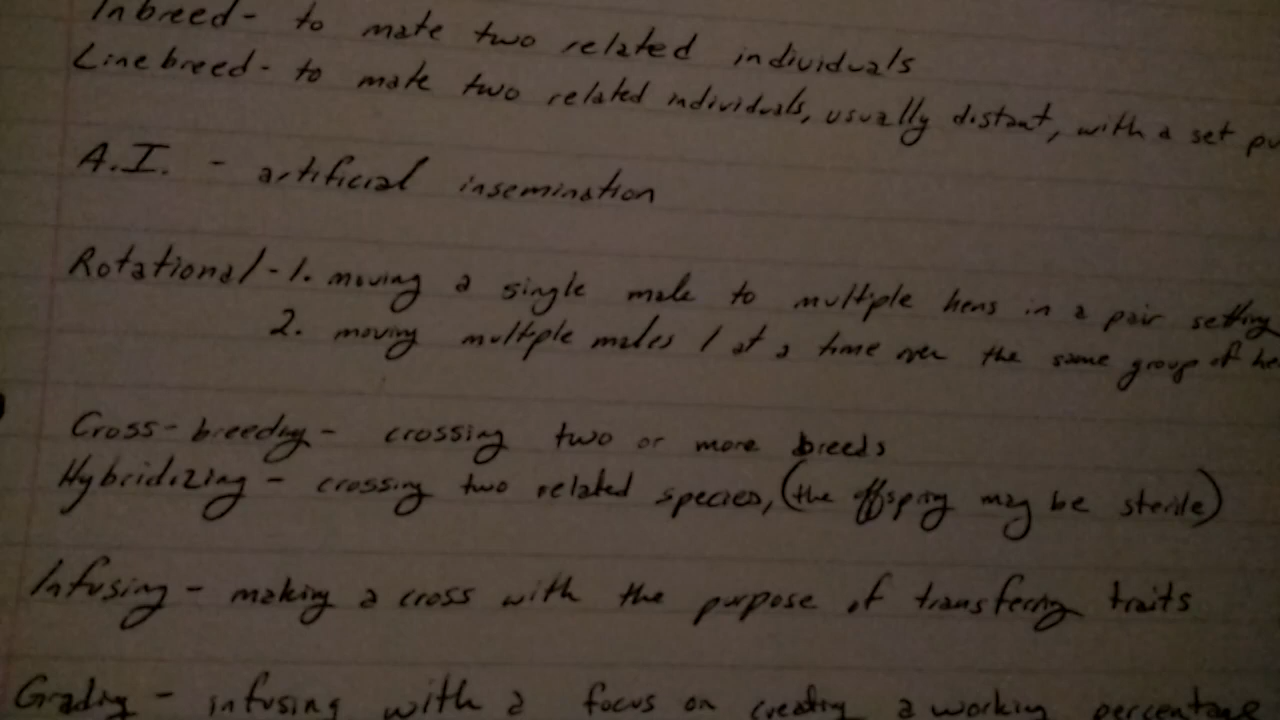 Inbreed - to mate two related individuals
Linebreed - to mate two related individuals, usually distant, with a set pu
A.I. - artificial insemination
Rotational - 1. moving a single male to multiple hens in a pair setting
2. moving multiple males 1 at a time over the same group of he
Cross-breeding - crossing two or more breeds
Hybridizing - crossing two related species, (the offspring may be sterile)
Infusing - making a cross with the purpose of transferring traits
Grading - infusing with a focus on creating a working percentage